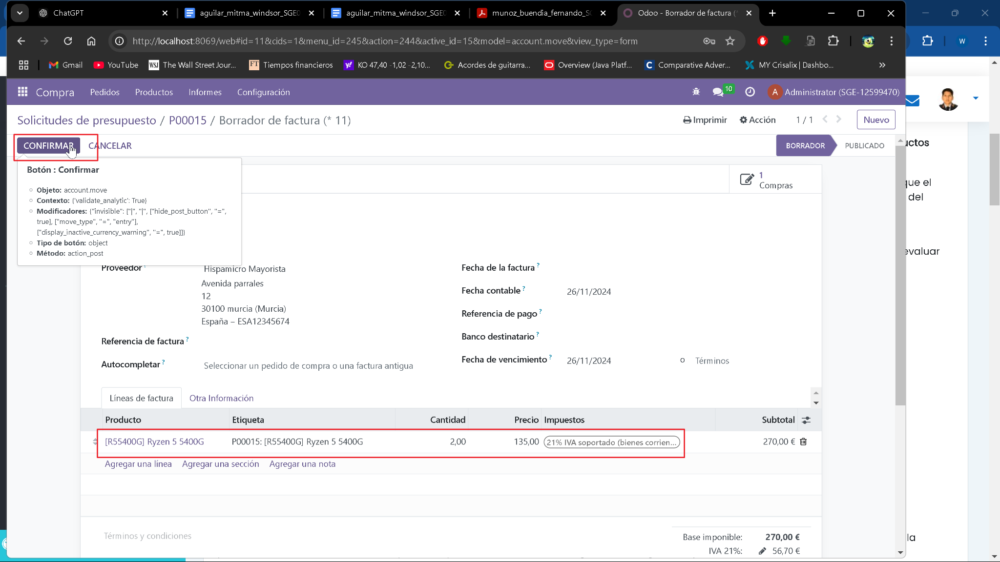 ChatGPT
aguilar_mitma_windsor_SGE0
aguilar_mitma_windsor_SGE0
munoz_buendia_fernando_SG
Odoo - Borrador de factura (*
http://localhost:8069/web#id=11&cids=1&menu_id=245&action=244&active_id=15&model=account.move&view_type=form
W
Gmail
YouTube
WSJ The Wall Street Jour...
FT Tiempos financieros
KO 47,40 -1,02 -2,10...
Acordes de guitarra...
Overview (Java Platf...
C Comparative Adver...
MY Crisalix | Dashbo...
»
Compra
Pedidos
Productos
Informes
Configuración
10
A Administrator (SGE-12599470)
Solicitudes de presupuesto / P00015 / Borrador de factura (* 11)
Imprimir
Acción
1 / 1
Nuevo
CONFIRMAR
CANCELAR
BORRADOR
PUBLICADO
uctos
Botón : Confirmar
Objeto: account.move
Contexto: {'validate_analytic': True}
Modificadores: {"invisible": ["|", "|", ["hide_post_button", "=",
true], ["move_type", "=", "entry"],
["display_inactive_currency_warning", "=", true]]}
Tipo de botón: object
Método: action_post
1
Compras
que el
del
evaluar
Proveedor ?
Hispamicro Mayorista
Avenida parrales
12
30100 murcia (Murcia)
España – ESA12345674
Referencia de factura ?
Autocompletar ?
Seleccionar un pedido de compra o una factura antigua
Fecha de la factura ?
Fecha contable ?
26/11/2024
Referencia de pago ?
Banco destinatario ?
Fecha de vencimiento ?
26/11/2024
o
Términos
Líneas de factura
Otra Información
Producto
Etiqueta
Cantidad
Precio
Impuestos
Subtotal
[R55400G] Ryzen 5 5400G
P00015: [R55400G] Ryzen 5 5400G
2,00
135,00
21% IVA soportado (bienes corrien...
270,00 €
Agregar una línea
Agregar una sección
Agregar una nota
Términos y condiciones
Base imponible: 270,00 €
IVA 21%: 56,70 €
la